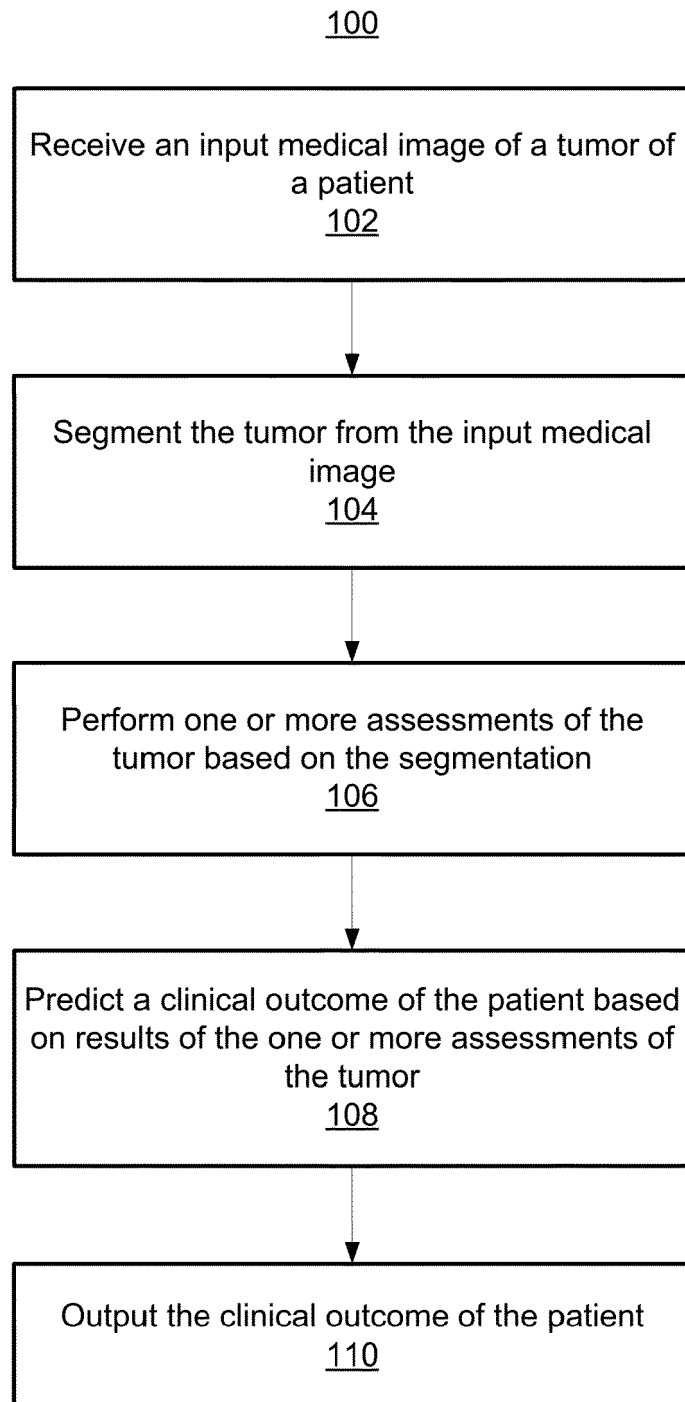 100
Receive an input medical image of a tumor of
a patient
102
Segment the tumor from the input medical
image
104
Perform one or more assessments of the
tumor based on the segmentation
106
Predict a clinical outcome of the patient based
on results of the one or more assessments of
the tumor
108
Output the clinical outcome of the patient
110